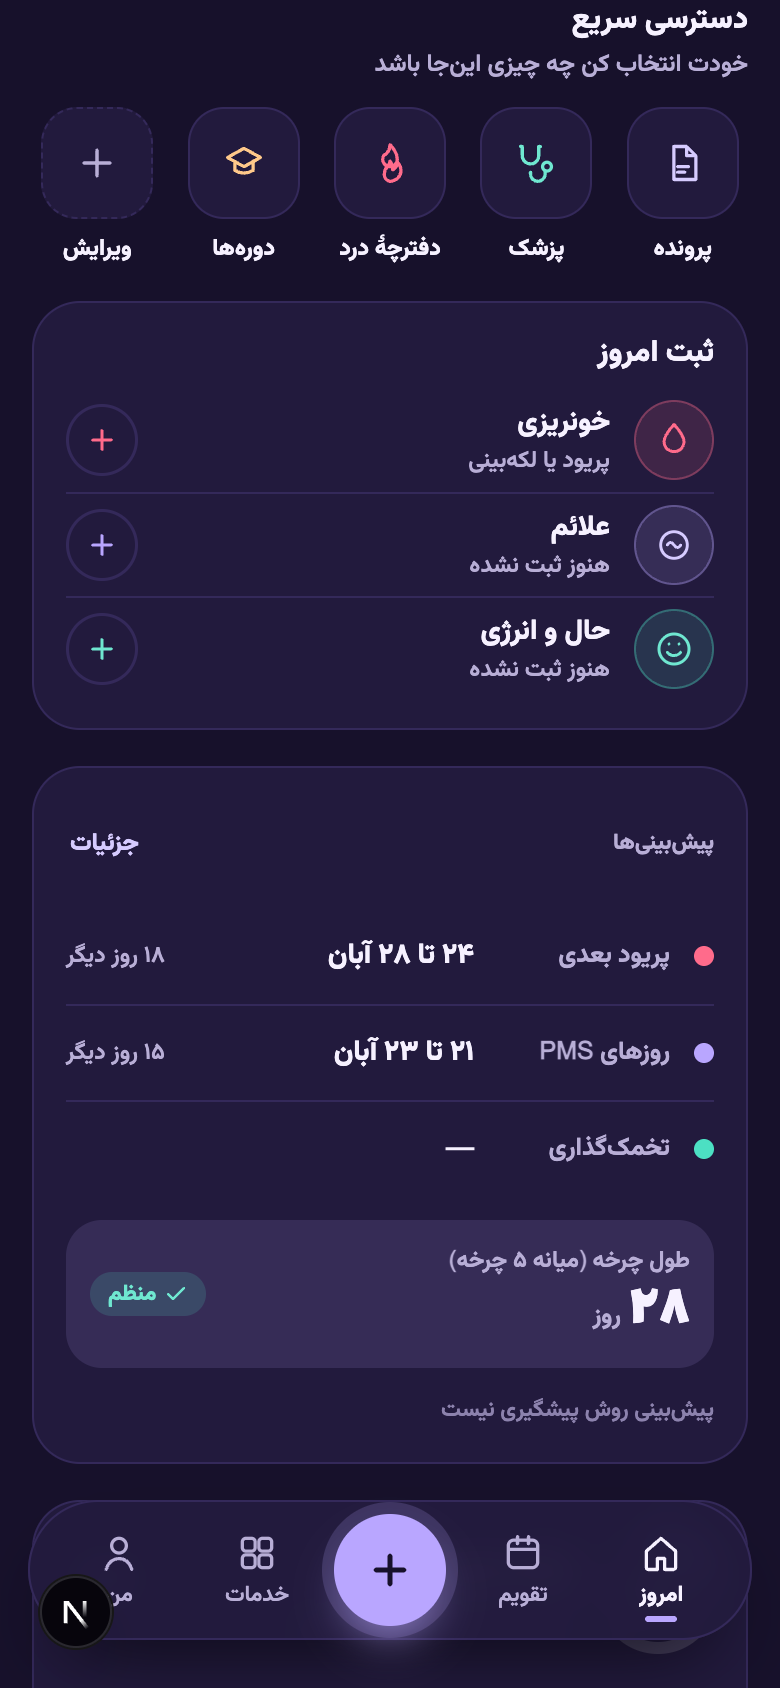 دسترسی سریع
خودت انتخاب کن چه چیزی این‌جا باشد
پرونده
پزشک
دفترچهٔ درد
دوره‌ها
ویرایش
ثبت امروز
خونریزی
پریود یا لکه‌بینی
علائم
هنوز ثبت نشده
حال و انرژی
هنوز ثبت نشده
پیش‌بینی‌ها جزئیات
پریود بعدی ۲۴ تا ۲۸ آبان ۱۸ روز دیگر
روزهای PMS ۲۱ تا ۲۳ آبان ۱۵ روز دیگر
تخمک‌گذاری —
طول چرخه (میانه ۵ چرخه)
۲۸ روز
منظم
پیش‌بینی روش پیشگیری نیست
امروز
تقویم
خدمات
من
N